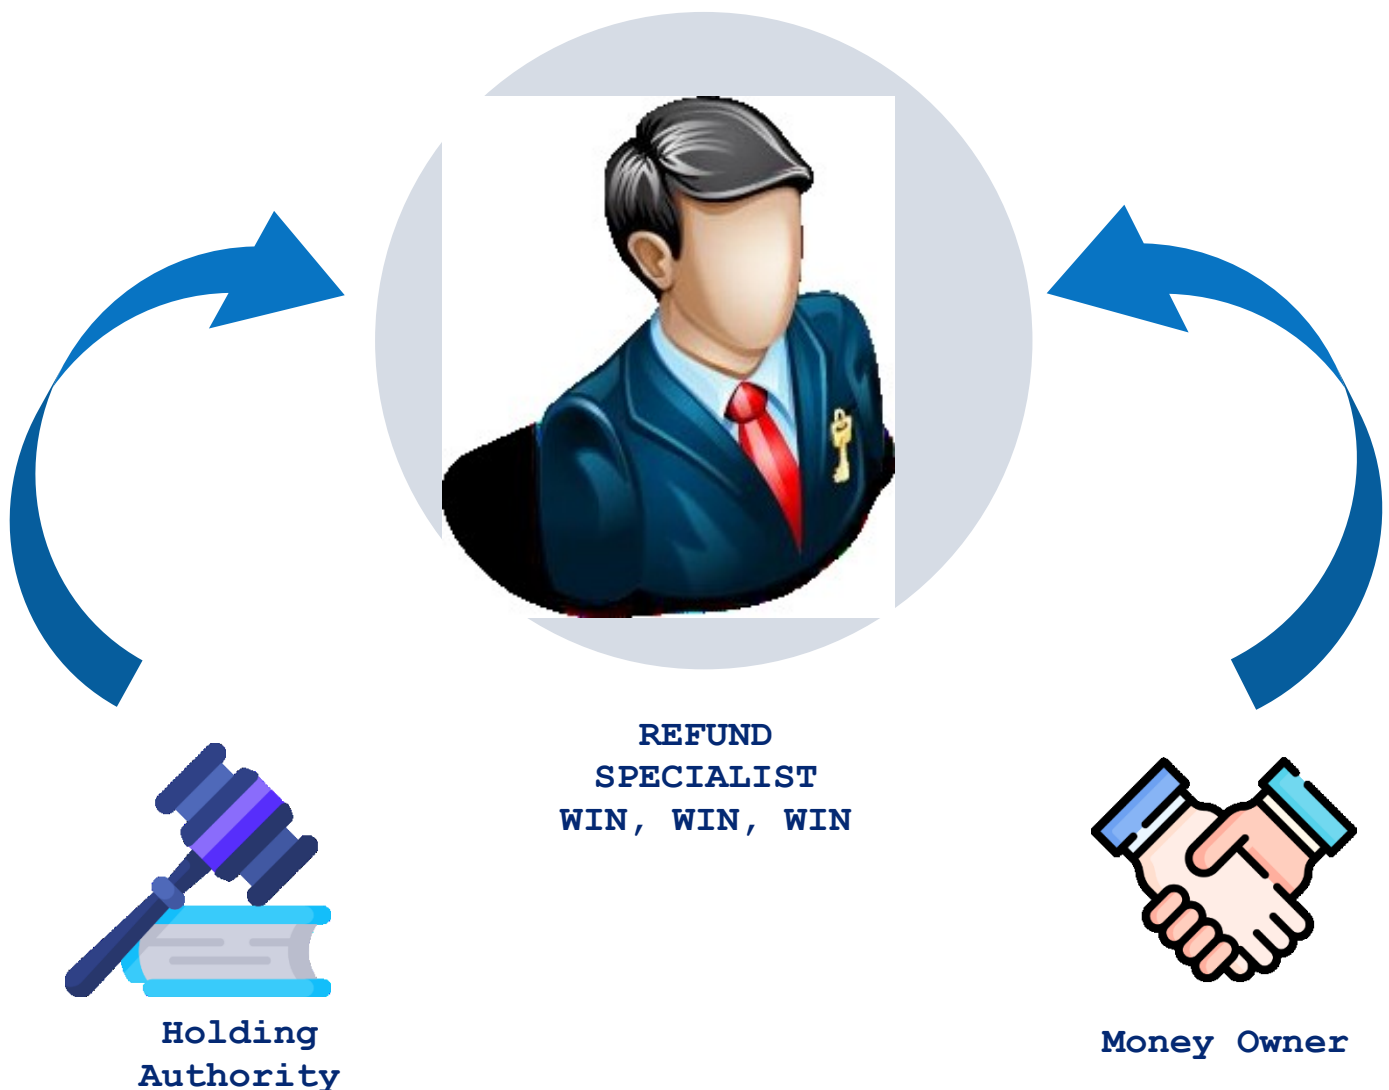 REFUND
SPECIALIST
WIN, WIN, WIN
Holding
Authority
Money Owner